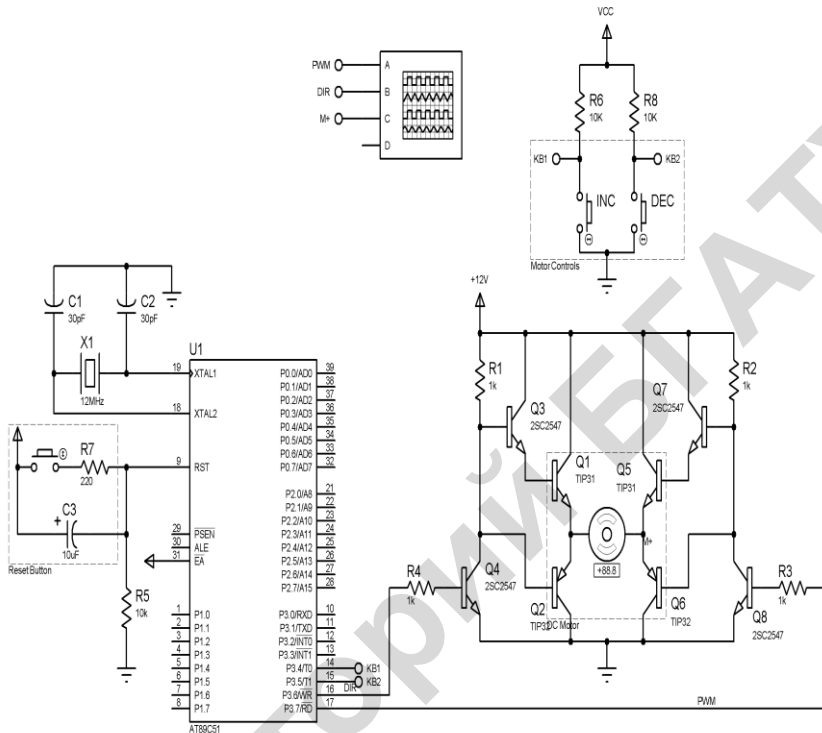 VCC
PWM
A
DIR
B
M+
C
D
R6
10K
R8
10K
KB1
KB2
INC
DEC
Motor Controls
C1
30pF
C2
30pF
X1
12MHz
U1
19
XTAL1
18
XTAL2
9
RST
29
PSEN
30
ALE
31
EA
1
P1.0
2
P1.1
3
P1.2
4
P1.3
5
P1.4
6
P1.5
7
P1.6
8
P1.7
P0.0/AD0
39
P0.1/AD1
38
P0.2/AD2
37
P0.3/AD3
36
P0.4/AD4
35
P0.5/AD5
34
P0.6/AD6
33
P0.7/AD7
32
P2.0/A8
21
P2.1/A9
22
P2.2/A10
23
P2.3/A11
24
P2.4/A12
25
P2.5/A13
26
P2.6/A14
27
P2.7/A15
28
P3.0/RXD
10
P3.1/TXD
11
P3.2/INT0
12
P3.3/INT1
13
P3.4/T0
14
KB1
P3.5/T1
15
KB2
DIR
P3.6/WR
16
P3.7/RD
17
AT89C51
R7
220
C3
+
10uF
Reset Button
R5
10k
+12V
R1
1k
R2
1k
Q3
2SC2547
Q7
2SC2547
Q1
TIP31
Q5
TIP31
M+
+88.8
R4
1k
Q4
2SC2547
Q2
TIP32
DC Motor
Q6
TIP32
R3
1k
Q8
2SC2547
PWM
торий БГАТУ